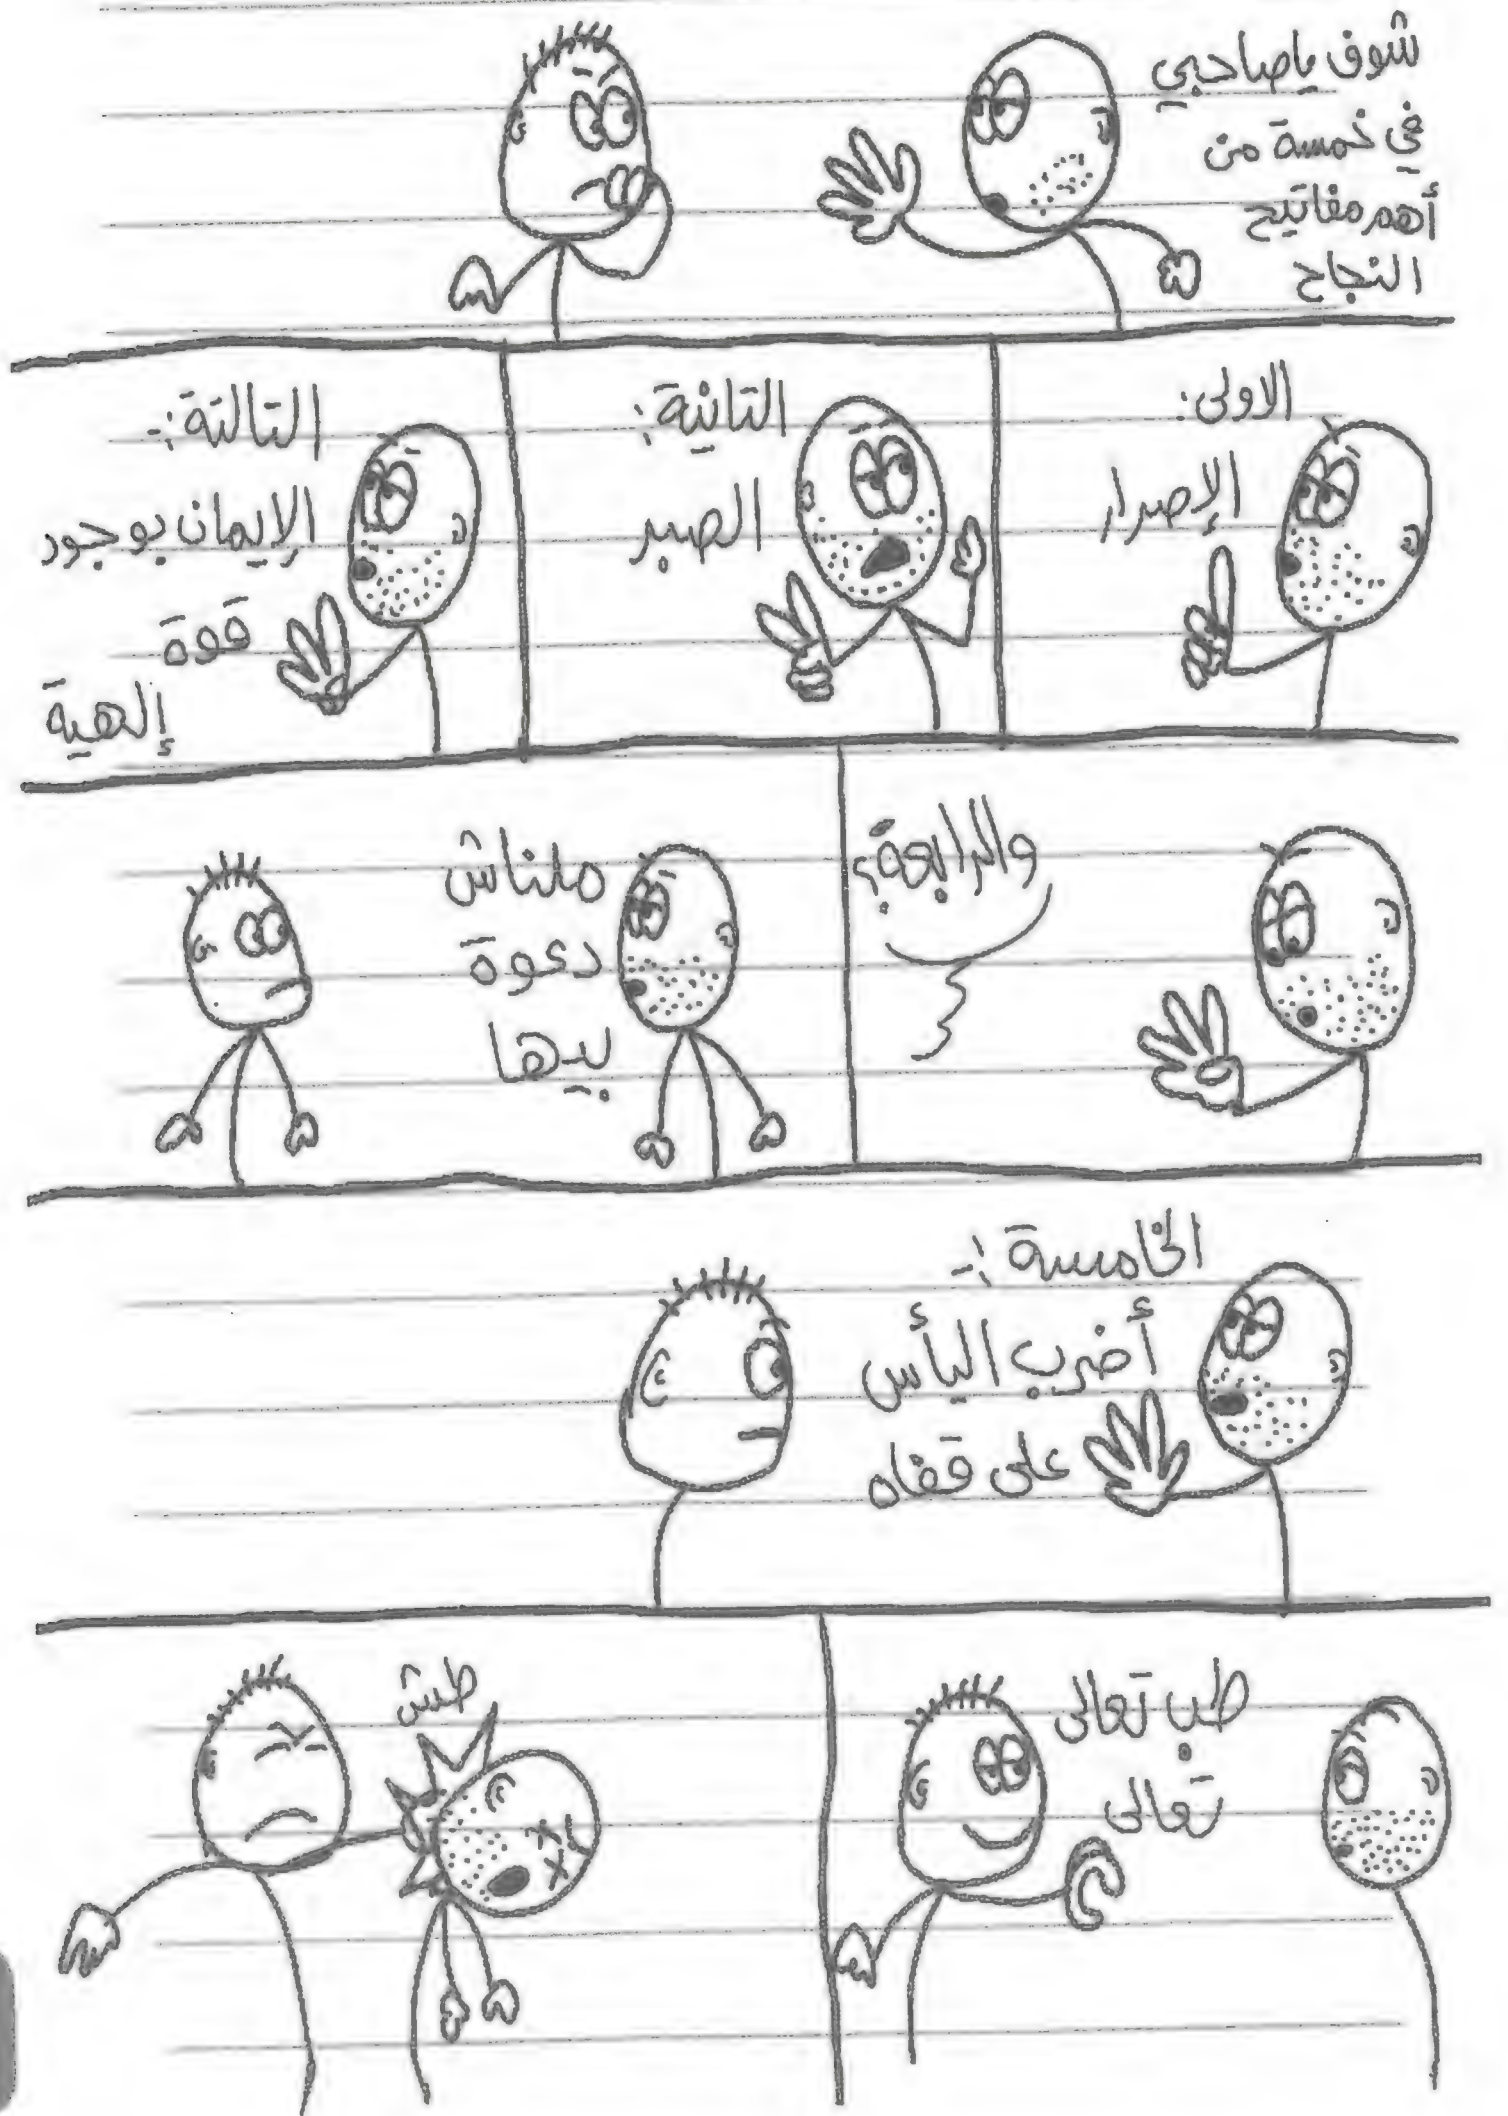 شوف ياصاحبي
في خمسة من
أهم مفاتيح
النجاح
الاولى:
الإصرار
التانية:
الصبر
التالتة:-
الإيمان بوجود
قوة
إلهية
والرابعة؟
ملناش
دعوة
بيها
الخامسة:-
أضرب اليأس
على قفاه
طب تعالى
تعالى
طش